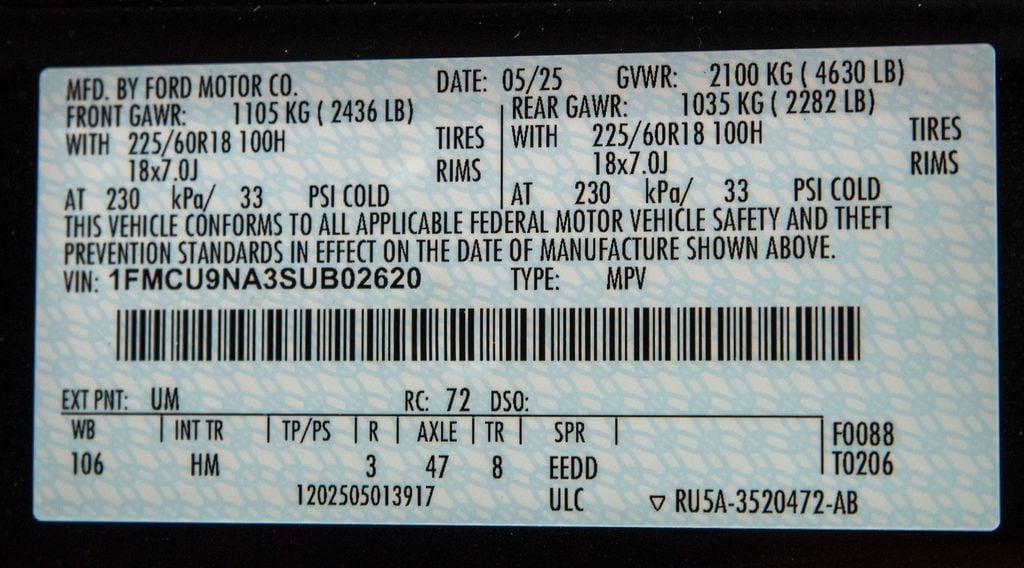 MFD. BY FORD MOTOR CO. DATE: 05/25 GVWR: 2100 KG ( 4630 LB)
FRONT GAWR: 1105 KG ( 2436 LB) REAR GAWR: 1035 KG ( 2282 LB)
WITH 225/60R18 100H TIRES WITH 225/60R18 100H TIRES
18x7.0J RIMS 18x7.0J RIMS
AT 230 kPa/ 33 PSI COLD AT 230 kPa/ 33 PSI COLD
THIS VEHICLE CONFORMS TO ALL APPLICABLE FEDERAL MOTOR VEHICLE SAFETY AND THEFT
PREVENTION STANDARDS IN EFFECT ON THE DATE OF MANUFACTURE SHOWN ABOVE.
VIN: 1FMCU9NA3SUB02620 TYPE: MPV
EXT PNT: UM RC: 72 DSO:
WB INT TR TP/PS R AXLE TR SPR F0088
106 HM 3 47 8 EEDD T0206
1202505013917 ULC ▽ RU5A-3520472-AB